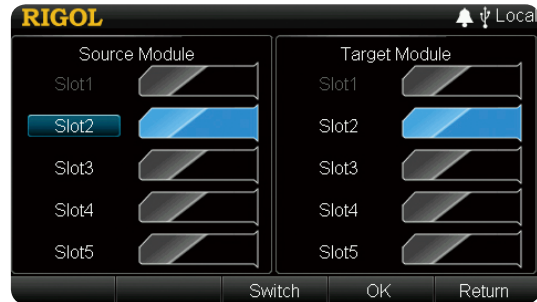 RIGOL Local
Source Module Target Module
Slot1 Slot1
Slot2 Slot2
Slot3 Slot3
Slot4 Slot4
Slot5 Slot5
Switch OK Return